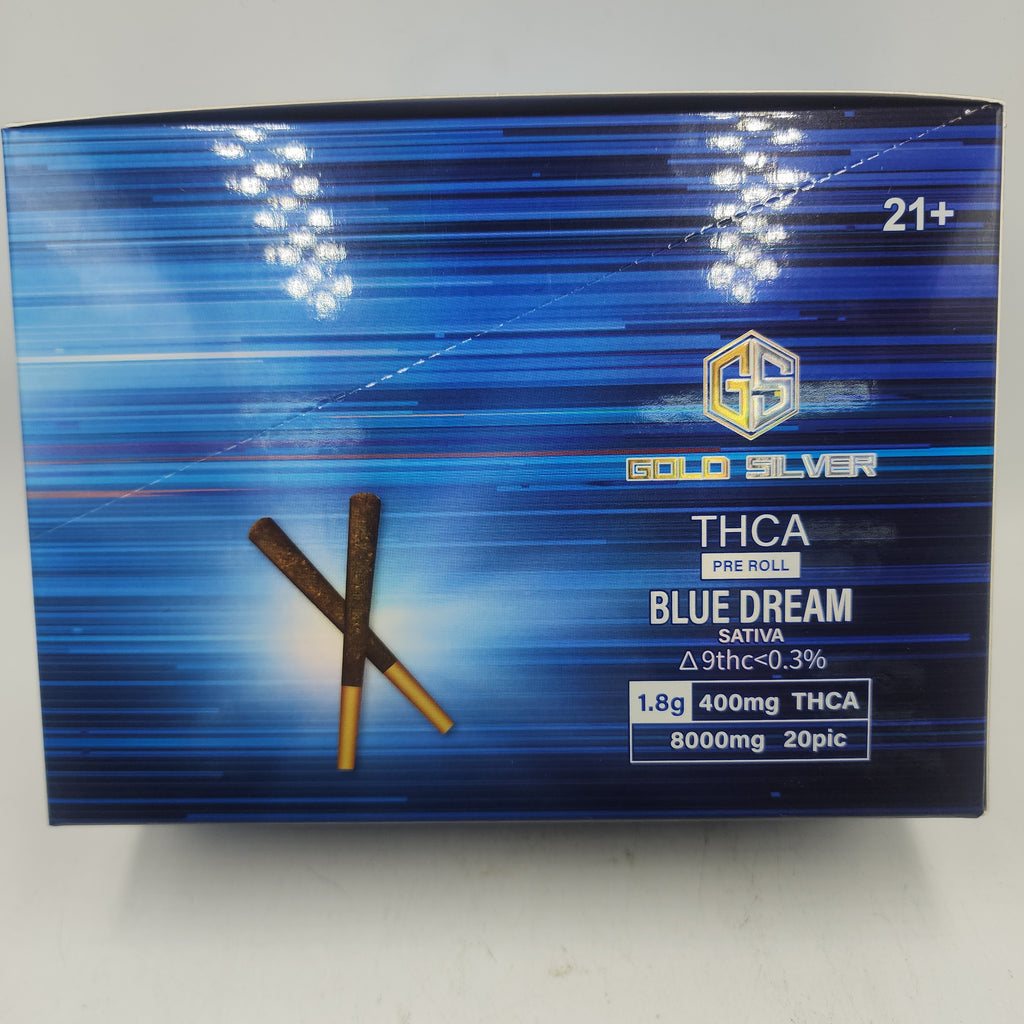 21+
GS
GOLD SILVER
THCA
PRE ROLL
BLUE DREAM
SATIVA
Δ9thc<0.3%
1.8g 400mg THCA
8000mg 20pic